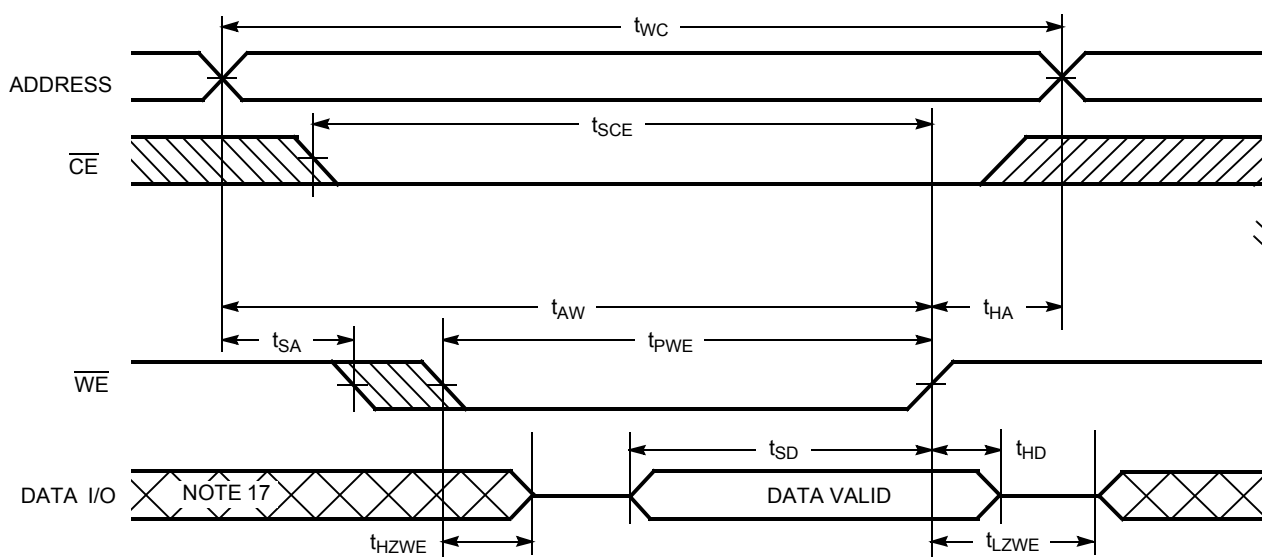 tWC
ADDRESS
tSCE
CE
tAW
tHA
tSA
tPWE
WE
tSD
tHD
DATA I/O
NOTE 17
DATA VALID
tHZWE
tLZWE